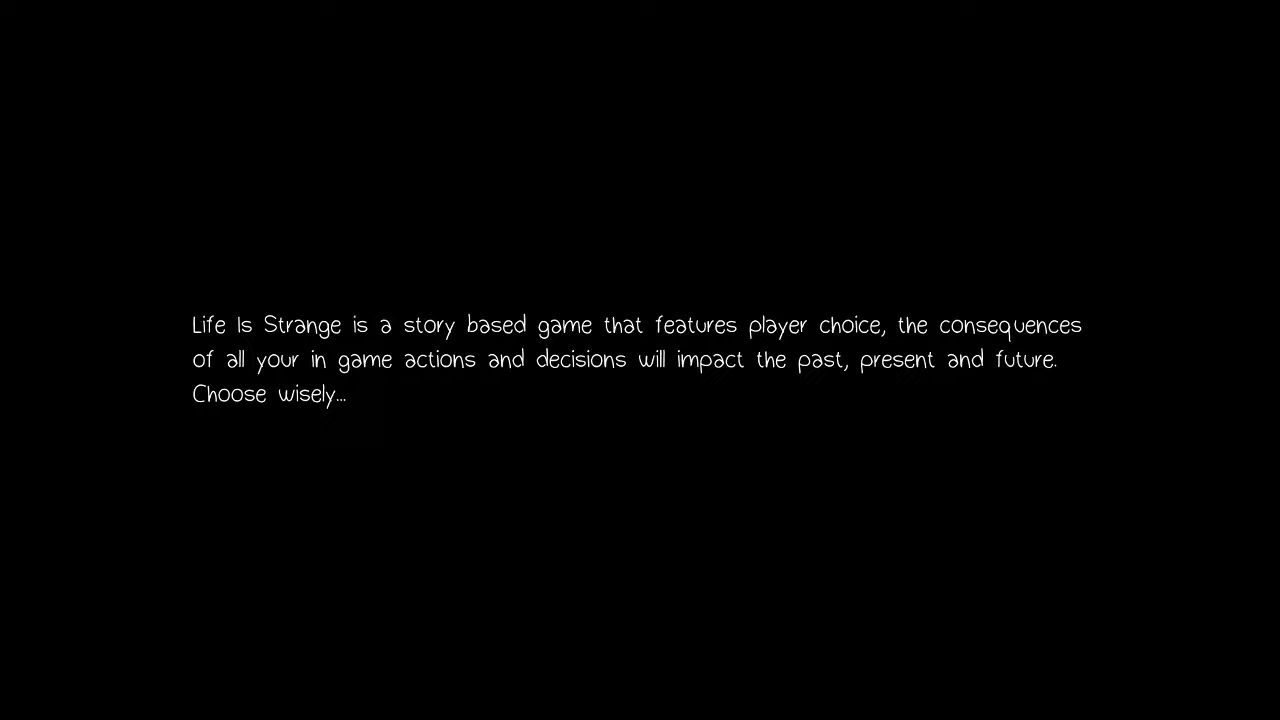 Life Is Strange is a story based game that features player choice, the consequences
of all your in game actions and decisions will impact the past, present and future.
Choose wisely...